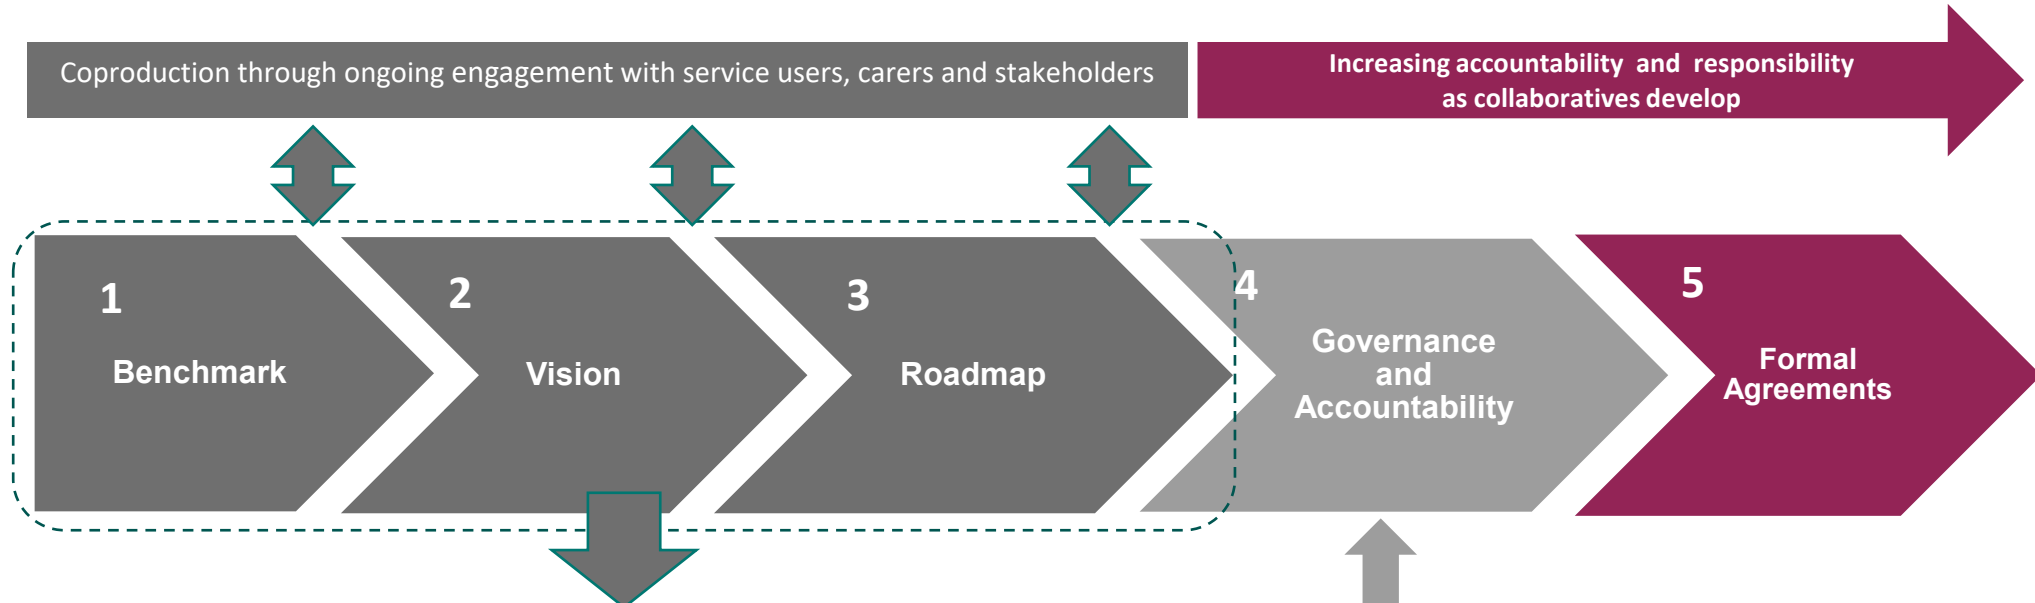 Coproduction through ongoing engagement with service users, carers and stakeholders
Increasing accountability and responsibility
as collaboratives develop
1
Benchmark
2
Vision
3
Roadmap
4
Governance
and
Accountability
5
Formal
Agreements